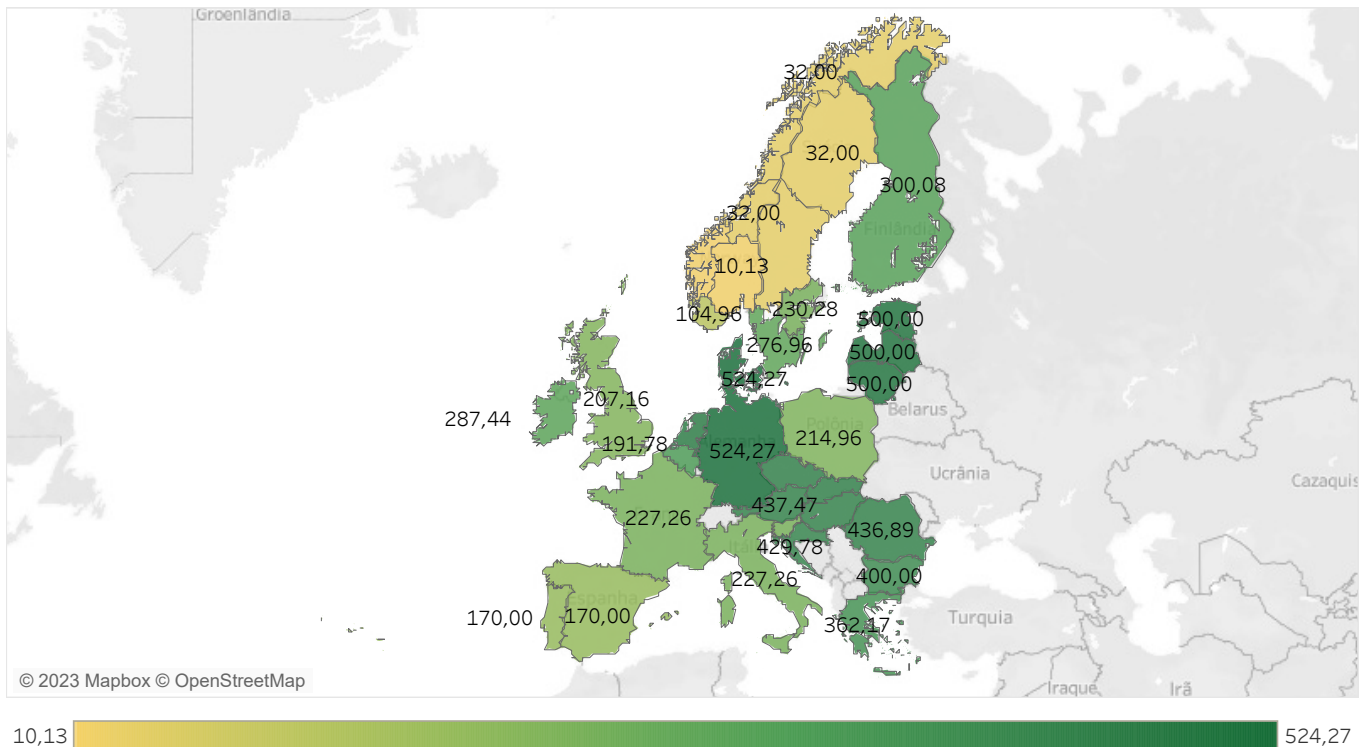 Groenlândia
32,00
32,00
300,08
32,00
Finlândia
10,13
104,96
230,28
500,00
276,96
500,00
524,27
500,00
207,16
Belarus
287,44
191,78
Polônia
214,96
524,27
Ucrânia
Cazaquis
437,47
227,26
436,89
429,78
227,26
400,00
Espanha
170,00
170,00
362,17
Turquia
© 2023 Mapbox © OpenStreetMap
Iraque
Irã
10,13
524,27